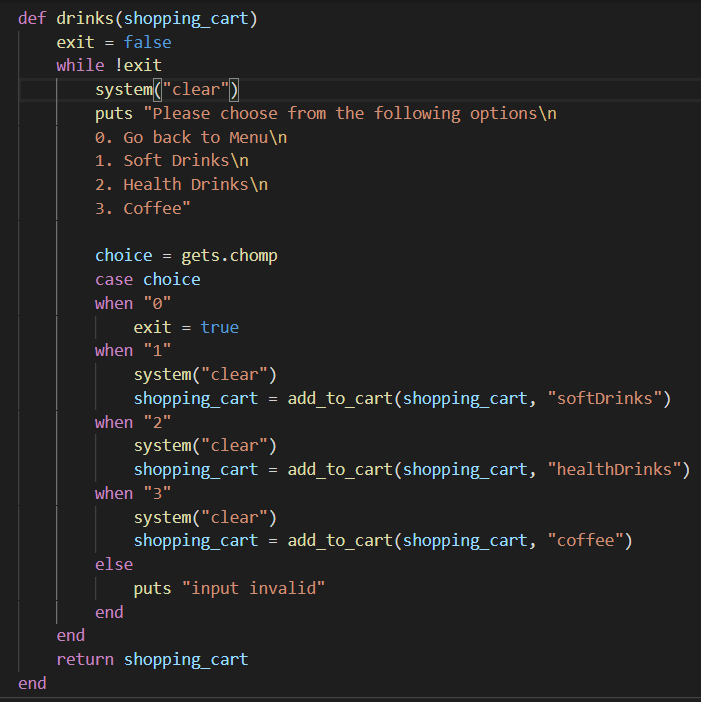 def drinks(shopping_cart)
    exit = false
    while !exit
        system("clear")
        puts "Please choose from the following options\n
        0. Go back to Menu\n
        1. Soft Drinks\n
        2. Health Drinks\n
        3. Coffee"

        choice = gets.chomp
        case choice
        when "0"
            exit = true
        when "1"
            system("clear")
            shopping_cart = add_to_cart(shopping_cart, "softDrinks")
        when "2"
            system("clear")
            shopping_cart = add_to_cart(shopping_cart, "healthDrinks")
        when "3"
            system("clear")
            shopping_cart = add_to_cart(shopping_cart, "coffee")
        else
            puts "input invalid"
        end
    end
    return shopping_cart
end